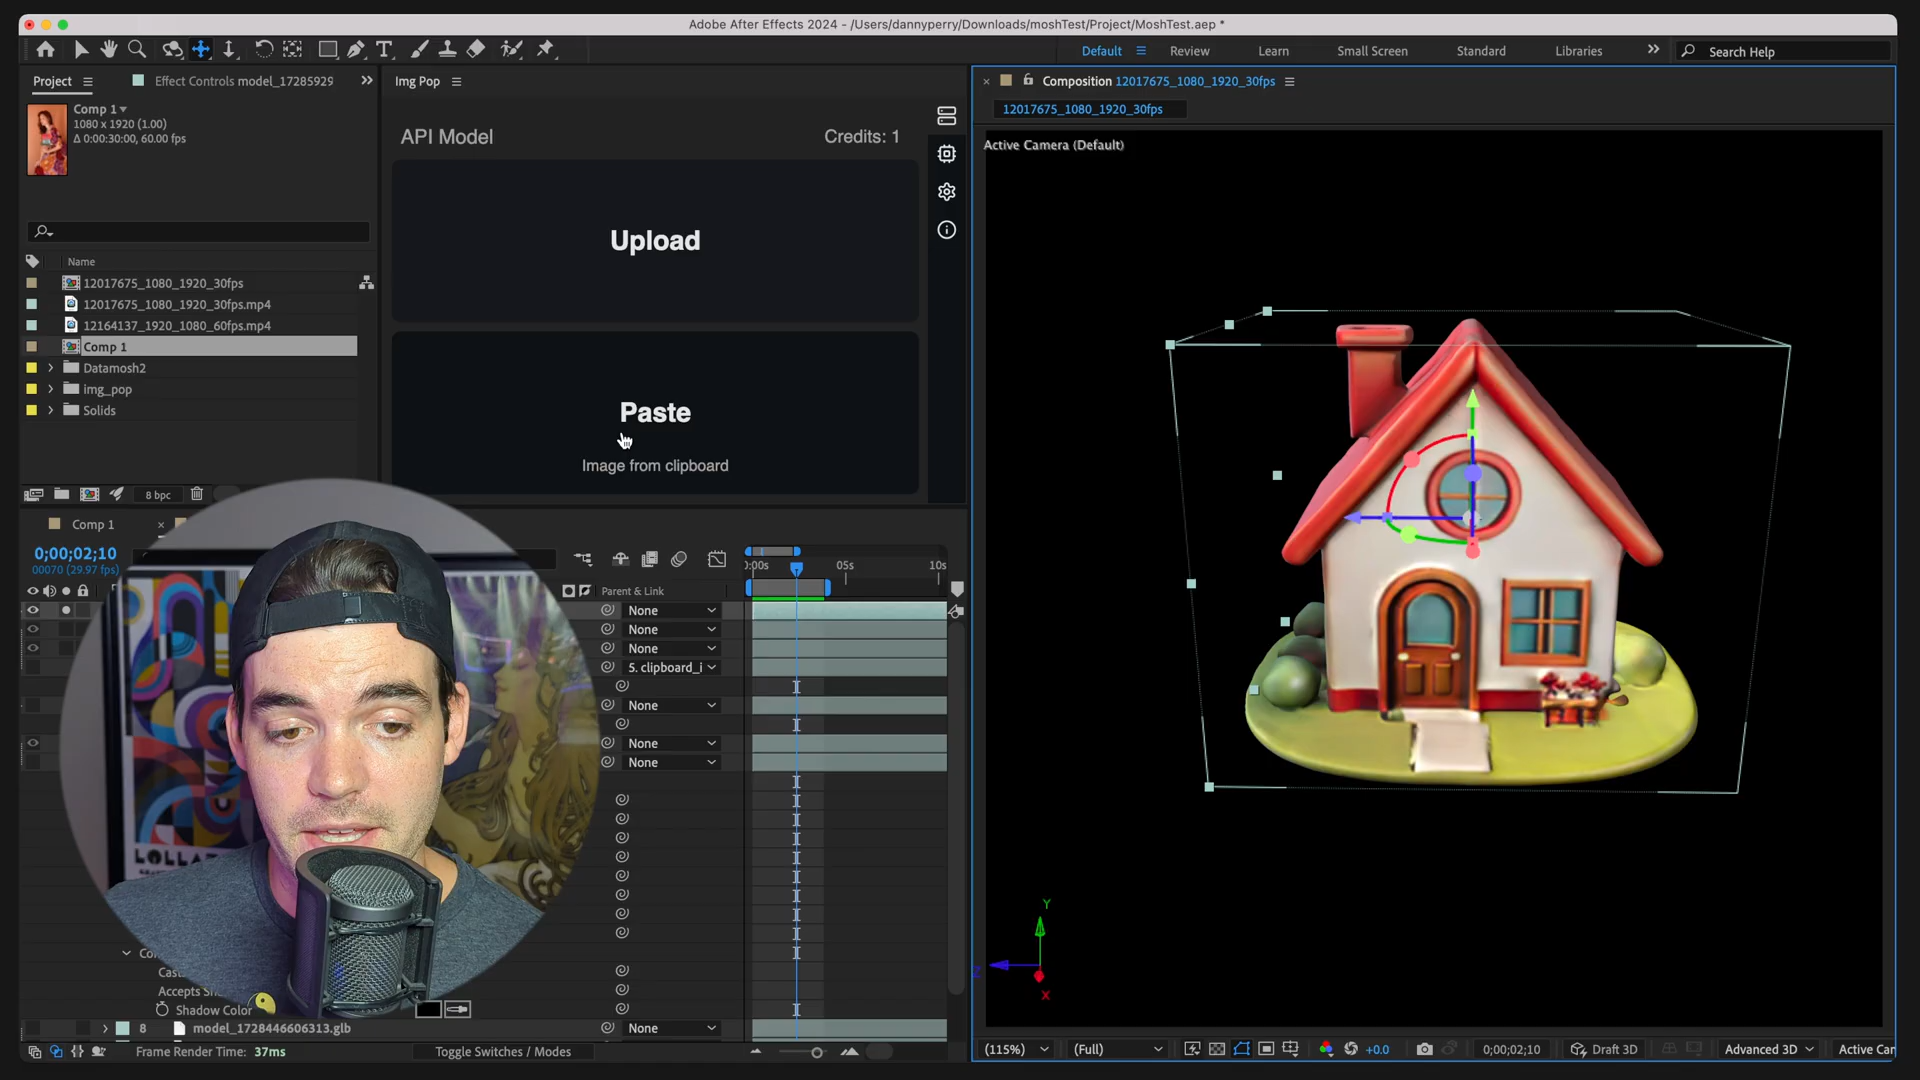 Adobe After Effects 2024 - /Users/dannyperry/Downloads/moshTest/Project/MoshTest.aep *
Default
Review
Learn
Small Screen
Standard
Libraries
Search Help
Project
Effect Controls model_17285929
Img Pop
Composition 12017675_1080_1920_30fps
12017675_1080_1920_30fps
Comp 1
1080 x 1920 (1.00)
Δ 0:00:30:00, 60.00 fps
API Model
Credits: 1
Active Camera (Default)
Upload
Name
12017675_1080_1920_30fps
12017675_1080_1920_30fps.mp4
12164137_1920_1080_60fps.mp4
Comp 1
Datamosh2
img_pop
Solids
Paste
Image from clipboard
8 bpc
Comp 1
0;00;02;10
00070 (29.97 fps)
:00s
05s
10s
Parent & Link
None
None
None
5. clipboard_i
None
None
None
LOLLA
Shadow Color
8
model_1728446606313.glb
None
Y
Z
X
Frame Render Time: 37ms
Toggle Switches / Modes
(115%)
(Full)
+0.0
0;00;02;10
Draft 3D
Advanced 3D
Active Car